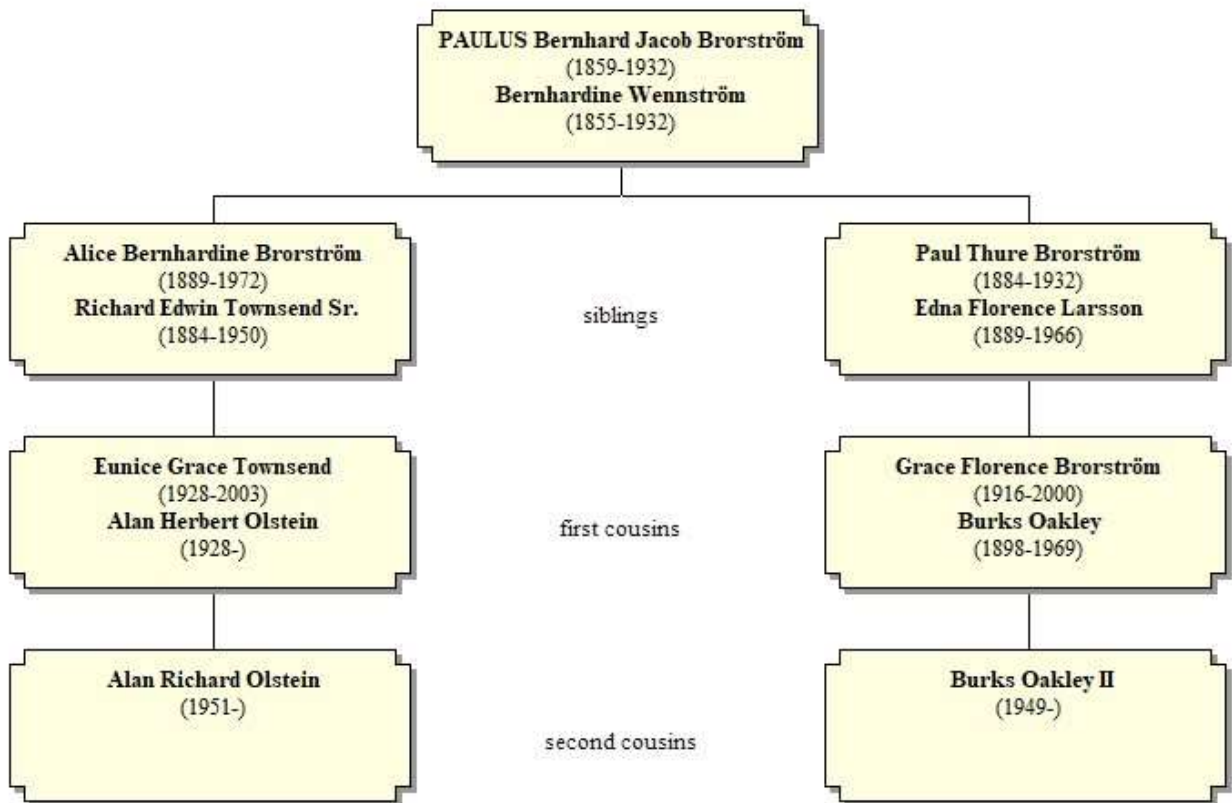 PAULUS Bernhard Jacob Brorström
(1859-1932)
Bernhardine Wennström
(1855-1932)
Alice Bernhardine Brorström
(1889-1972)
Richard Edwin Townsend Sr.
(1884-1950)
siblings
Paul Thure Brorström
(1884-1932)
Edna Florence Larsson
(1889-1966)
Eunice Grace Townsend
(1928-2003)
Alan Herbert Olstein
(1928-)
first cousins
Grace Florence Brorström
(1916-2000)
Burks Oakley
(1898-1969)
Alan Richard Olstein
(1951-)
second cousins
Burks Oakley II
(1949-)